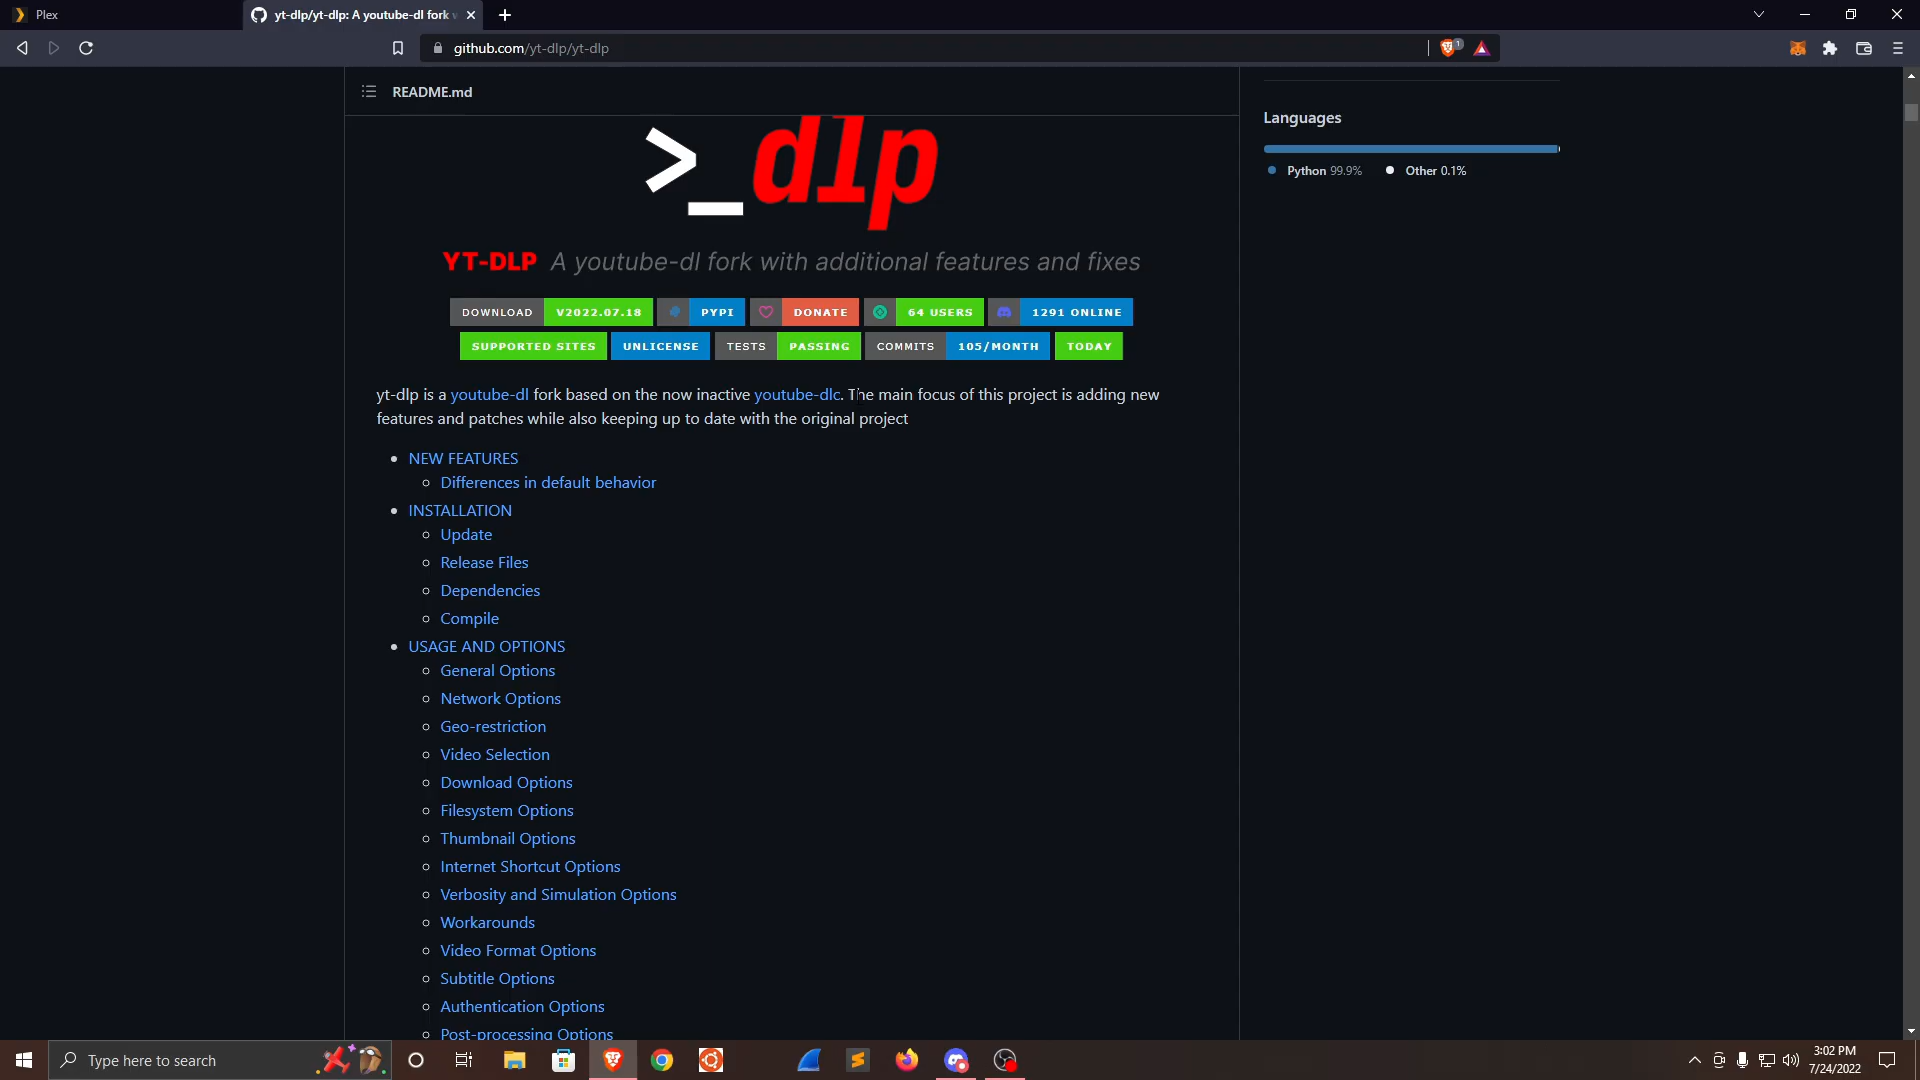 Plex
yt-dlp/yt-dlp: A youtube-dl fork
github.com/yt-dlp/yt-dlp
1
README.md
>_dlp
YT-DLP A youtube-dl fork with additional features and fixes
DOWNLOAD V2022.07.18 PYPI DONATE 64 USERS 1291 ONLINE
SUPPORTED SITES UNLICENSE TESTS PASSING COMMITS 105/MONTH TODAY
yt-dlp is a youtube-dl fork based on the now inactive youtube-dlc. The main focus of this project is adding new
features and patches while also keeping up to date with the original project
NEW FEATURES
Differences in default behavior
INSTALLATION
Update
Release Files
Dependencies
Compile
USAGE AND OPTIONS
General Options
Network Options
Geo-restriction
Video Selection
Download Options
Filesystem Options
Thumbnail Options
Internet Shortcut Options
Verbosity and Simulation Options
Workarounds
Video Format Options
Subtitle Options
Authentication Options
Post-processing Options
Languages
Python 99.9% Other 0.1%
Type here to search
3:02 PM
7/24/2022